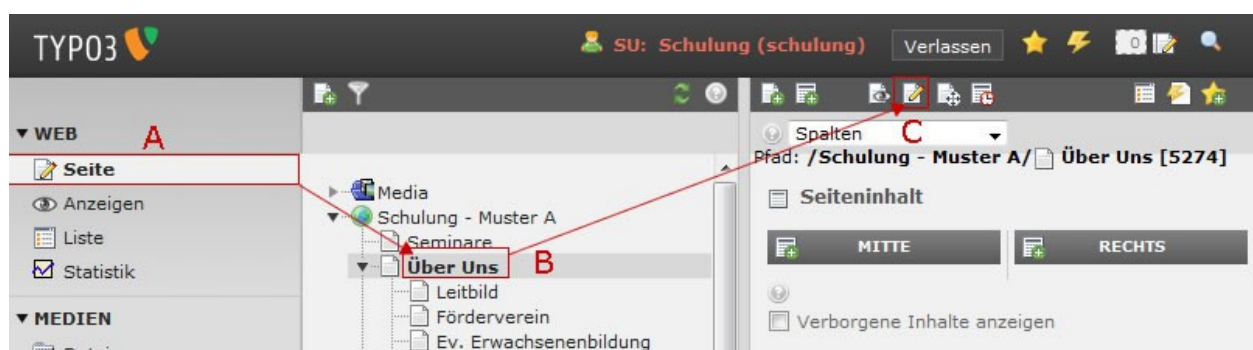 TYPO3
SU: Schulung (schulung)
Verlassen
0
WEB
A
Seite
Anzeigen
Liste
Statistik
MEDIEN
Media
Schulung - Muster A
Seminare
Über Uns
B
Leitbild
Förderverein
Ev. Erwachsenenbildung
C
Spalten
Pfad: /Schulung - Muster A/ Über Uns [5274]
Seiteninhalt
MITTE
RECHTS
Verborgene Inhalte anzeigen